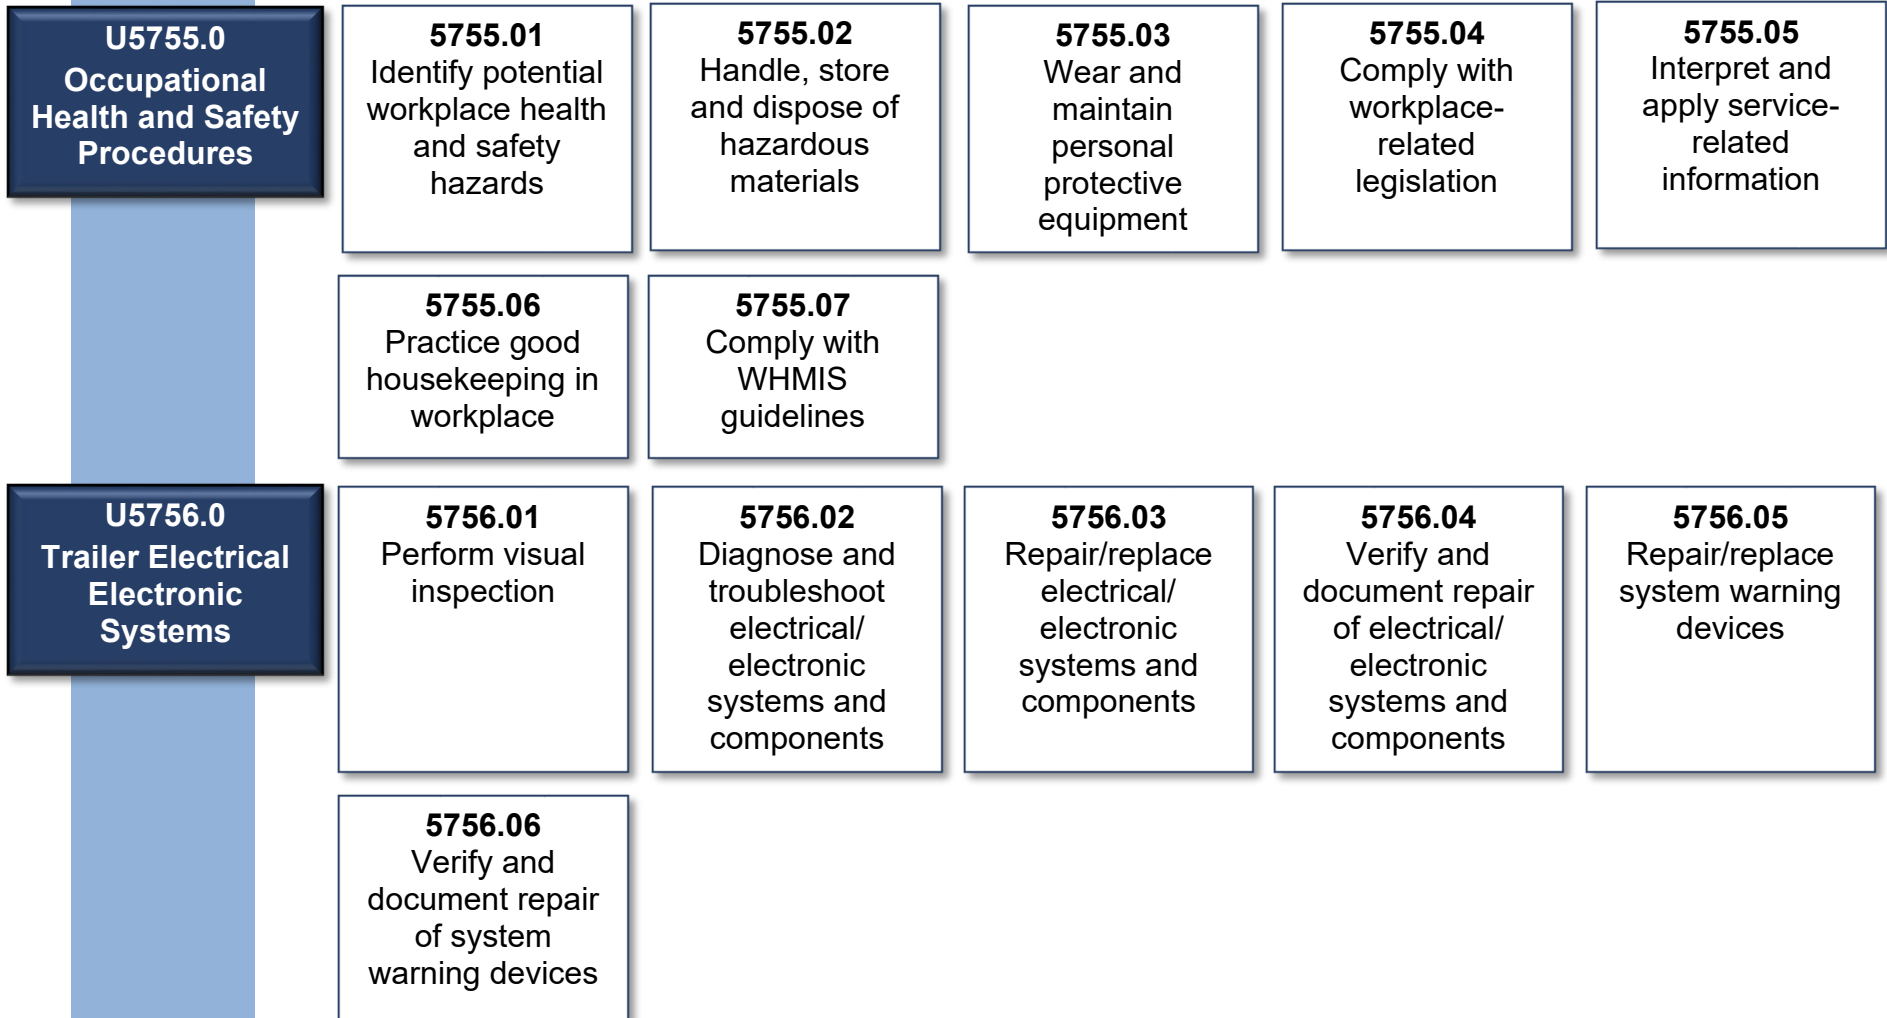 U5755.0
Occupational
Health and Safety
Procedures
5755.01
Identify potential
workplace health
and safety
hazards
5755.02
Handle, store
and dispose of
hazardous
materials
5755.03
Wear and
maintain
personal
protective
equipment
5755.04
Comply with
workplace-
related
legislation
5755.05
Interpret and
apply service-
related
information
5755.06
Practice good
housekeeping in
workplace
5755.07
Comply with
WHMIS
guidelines
U5756.0
Trailer Electrical
Electronic
Systems
5756.01
Perform visual
inspection
5756.02
Diagnose and
troubleshoot
electrical/
electronic
systems and
components
5756.03
Repair/replace
electrical/
electronic
systems and
components
5756.04
Verify and
document repair
of electrical/
electronic
systems and
components
5756.05
Repair/replace
system warning
devices
5756.06
Verify and
document repair
of system
warning devices